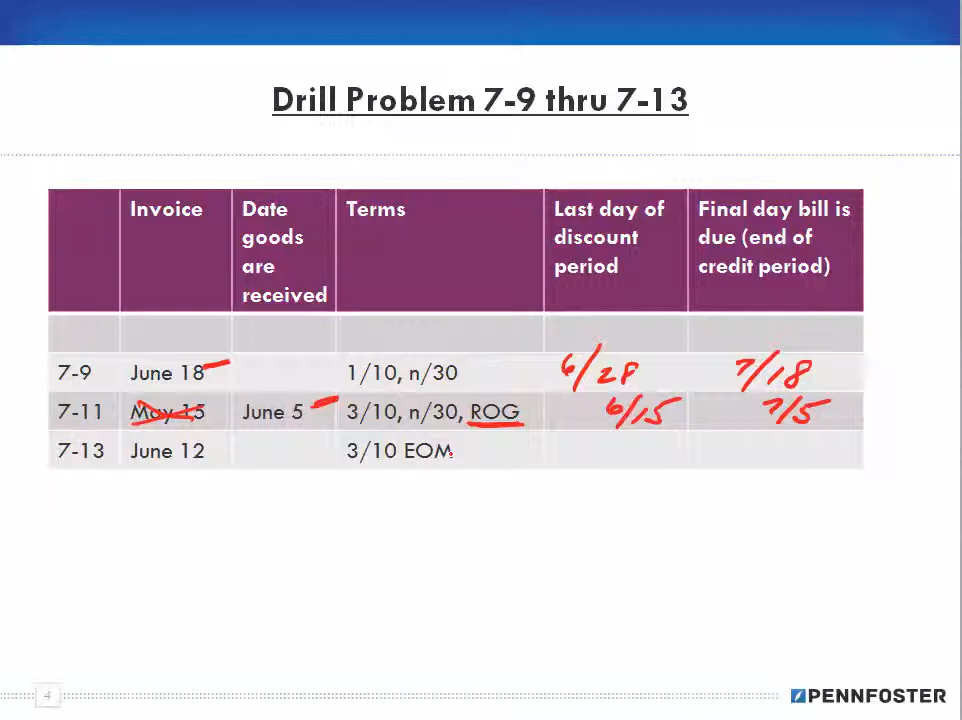 Drill Problem 7-9 thru 7-13
Invoice Date goods are received Terms Last day of discount period Final day bill is due (end of credit period)
7-9 June 18 1/10, n/30 6/28 7/18
7-11 May 15 June 5 3/10, n/30, ROG 6/15 7/5
7-13 June 12 3/10 EOM
4
PENNFOSTER